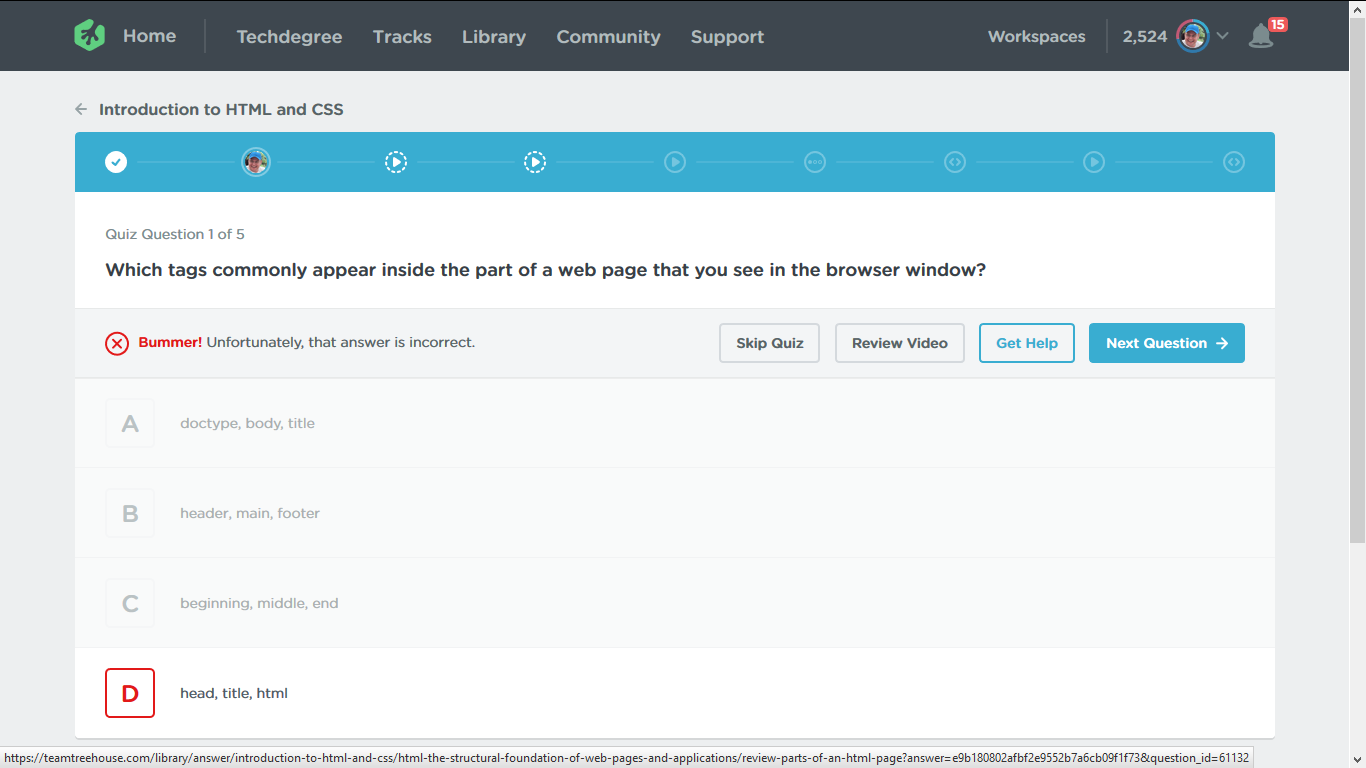 Home Techdegree Tracks Library Community Support Workspaces 2,524 15
← Introduction to HTML and CSS
Quiz Question 1 of 5
Which tags commonly appear inside the part of a web page that you see in the browser window?
Bummer! Unfortunately, that answer is incorrect. Skip Quiz Review Video Get Help Next Question →
A doctype, body, title
B header, main, footer
C beginning, middle, end
D head, title, html
https://teamtreehouse.com/library/answer/introduction-to-html-and-css/html-the-structural-foundation-of-web-pages-and-applications/review-parts-of-an-html-page?answer=e9b180802afbf2e9552b7a6cb09f1f73&question_id=61132